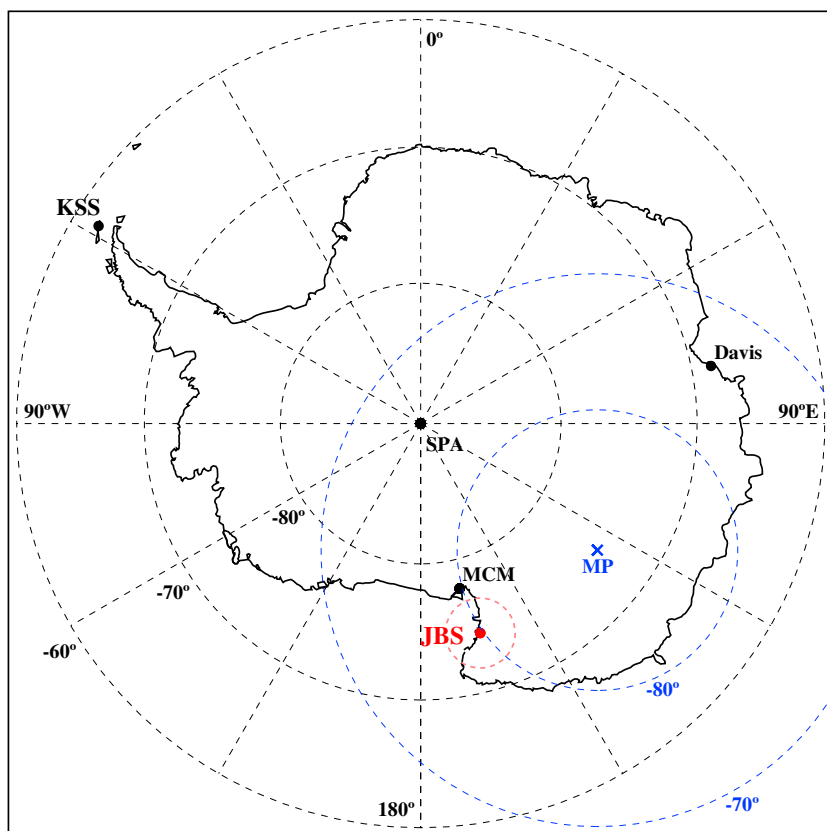 0º
KSS
Davis
90ºW
90ºE
SPA
-80º
MP
MCM
-70º
JBS
-60º
-80º
-70º
180º